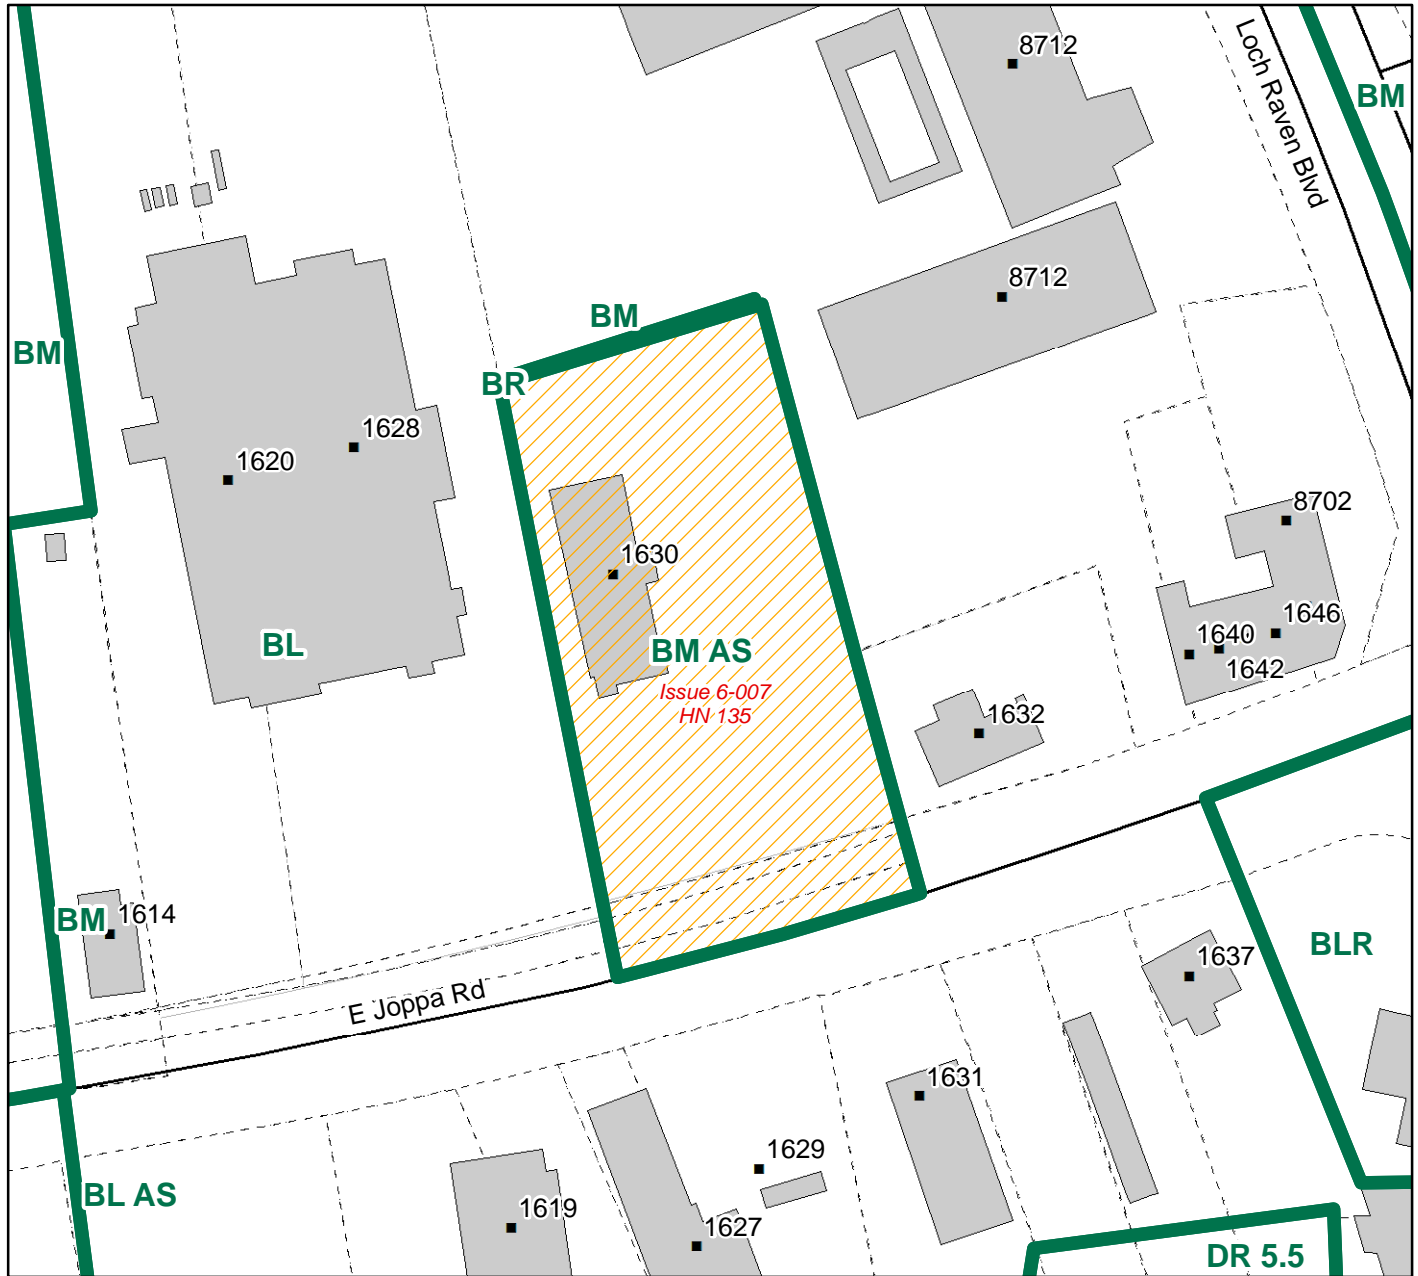 8712
Loch Raven Blvd
BM
8712
BM
BM
BR
1628
1620
8702
1630
1646
1640
1642
BL
BM AS
Issue 6-007
HN 135
1632
BM
1614
BLR
1637
E Joppa Rd
1631
1629
BL AS
1619
1627
DR 5.5